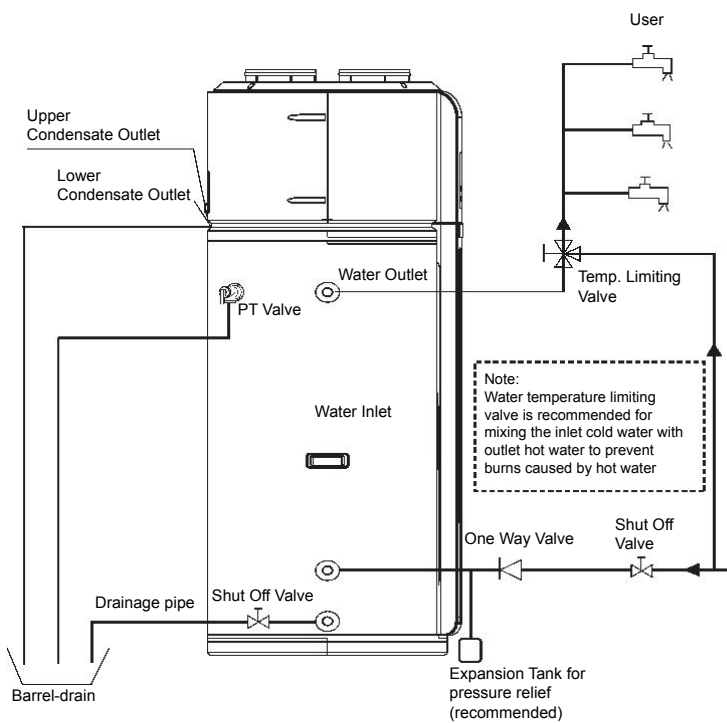 User
Upper
Condensate Outlet
Lower
Condensate Outlet
Water Outlet
Temp. Limiting
Valve
PT Valve
Note:
Water temperature limiting
valve is recommended for
mixing the inlet cold water with
outlet hot water to prevent
burns caused by hot water
Water Inlet
One Way Valve
Shut Off
Valve
Drainage pipe
Shut Off Valve
Expansion Tank for
pressure relief
(recommended)
Barrel-drain